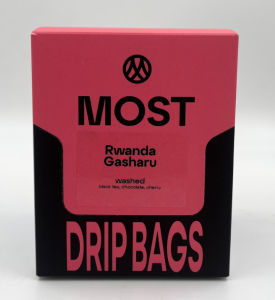 MOST
Rwanda
Gasharu
washed
black tea, chocolate, cherry
DRIP BAGS